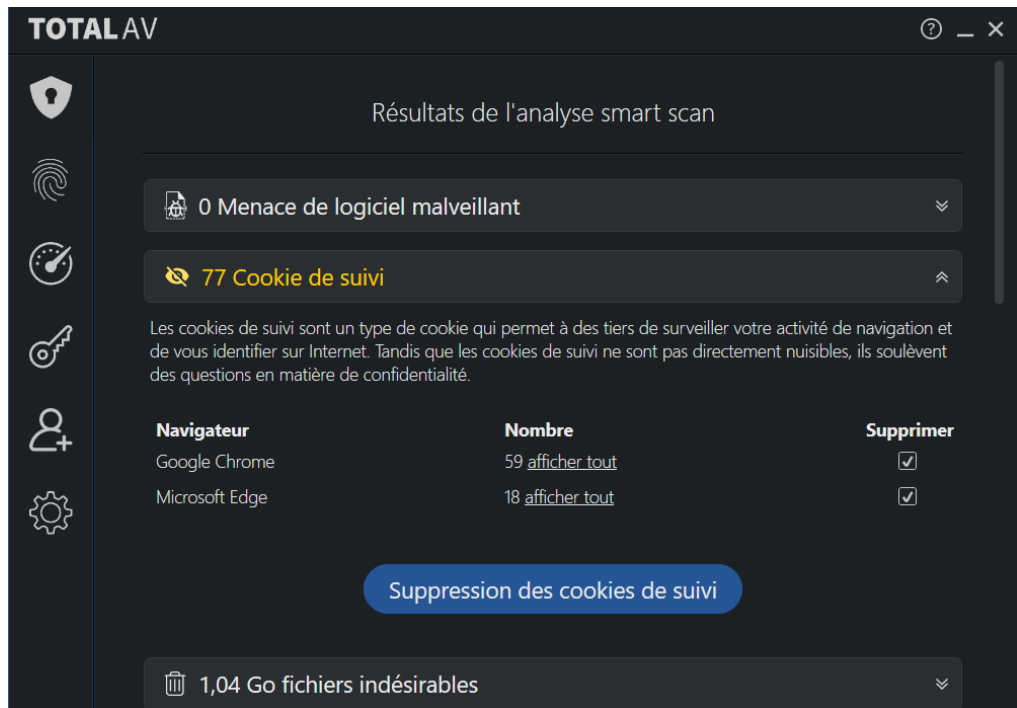 TOTAL AV
Résultats de l'analyse smart scan
0 Menace de logiciel malveillant
77 Cookie de suivi
Les cookies de suivi sont un type de cookie qui permet à des tiers de surveiller votre activité de navigation et
de vous identifier sur Internet. Tandis que les cookies de suivi ne sont pas directement nuisibles, ils soulèvent
des questions en matière de confidentialité.
Navigateur Nombre Supprimer
Google Chrome 59 afficher tout
Microsoft Edge 18 afficher tout
Suppression des cookies de suivi
1,04 Go fichiers indésirables